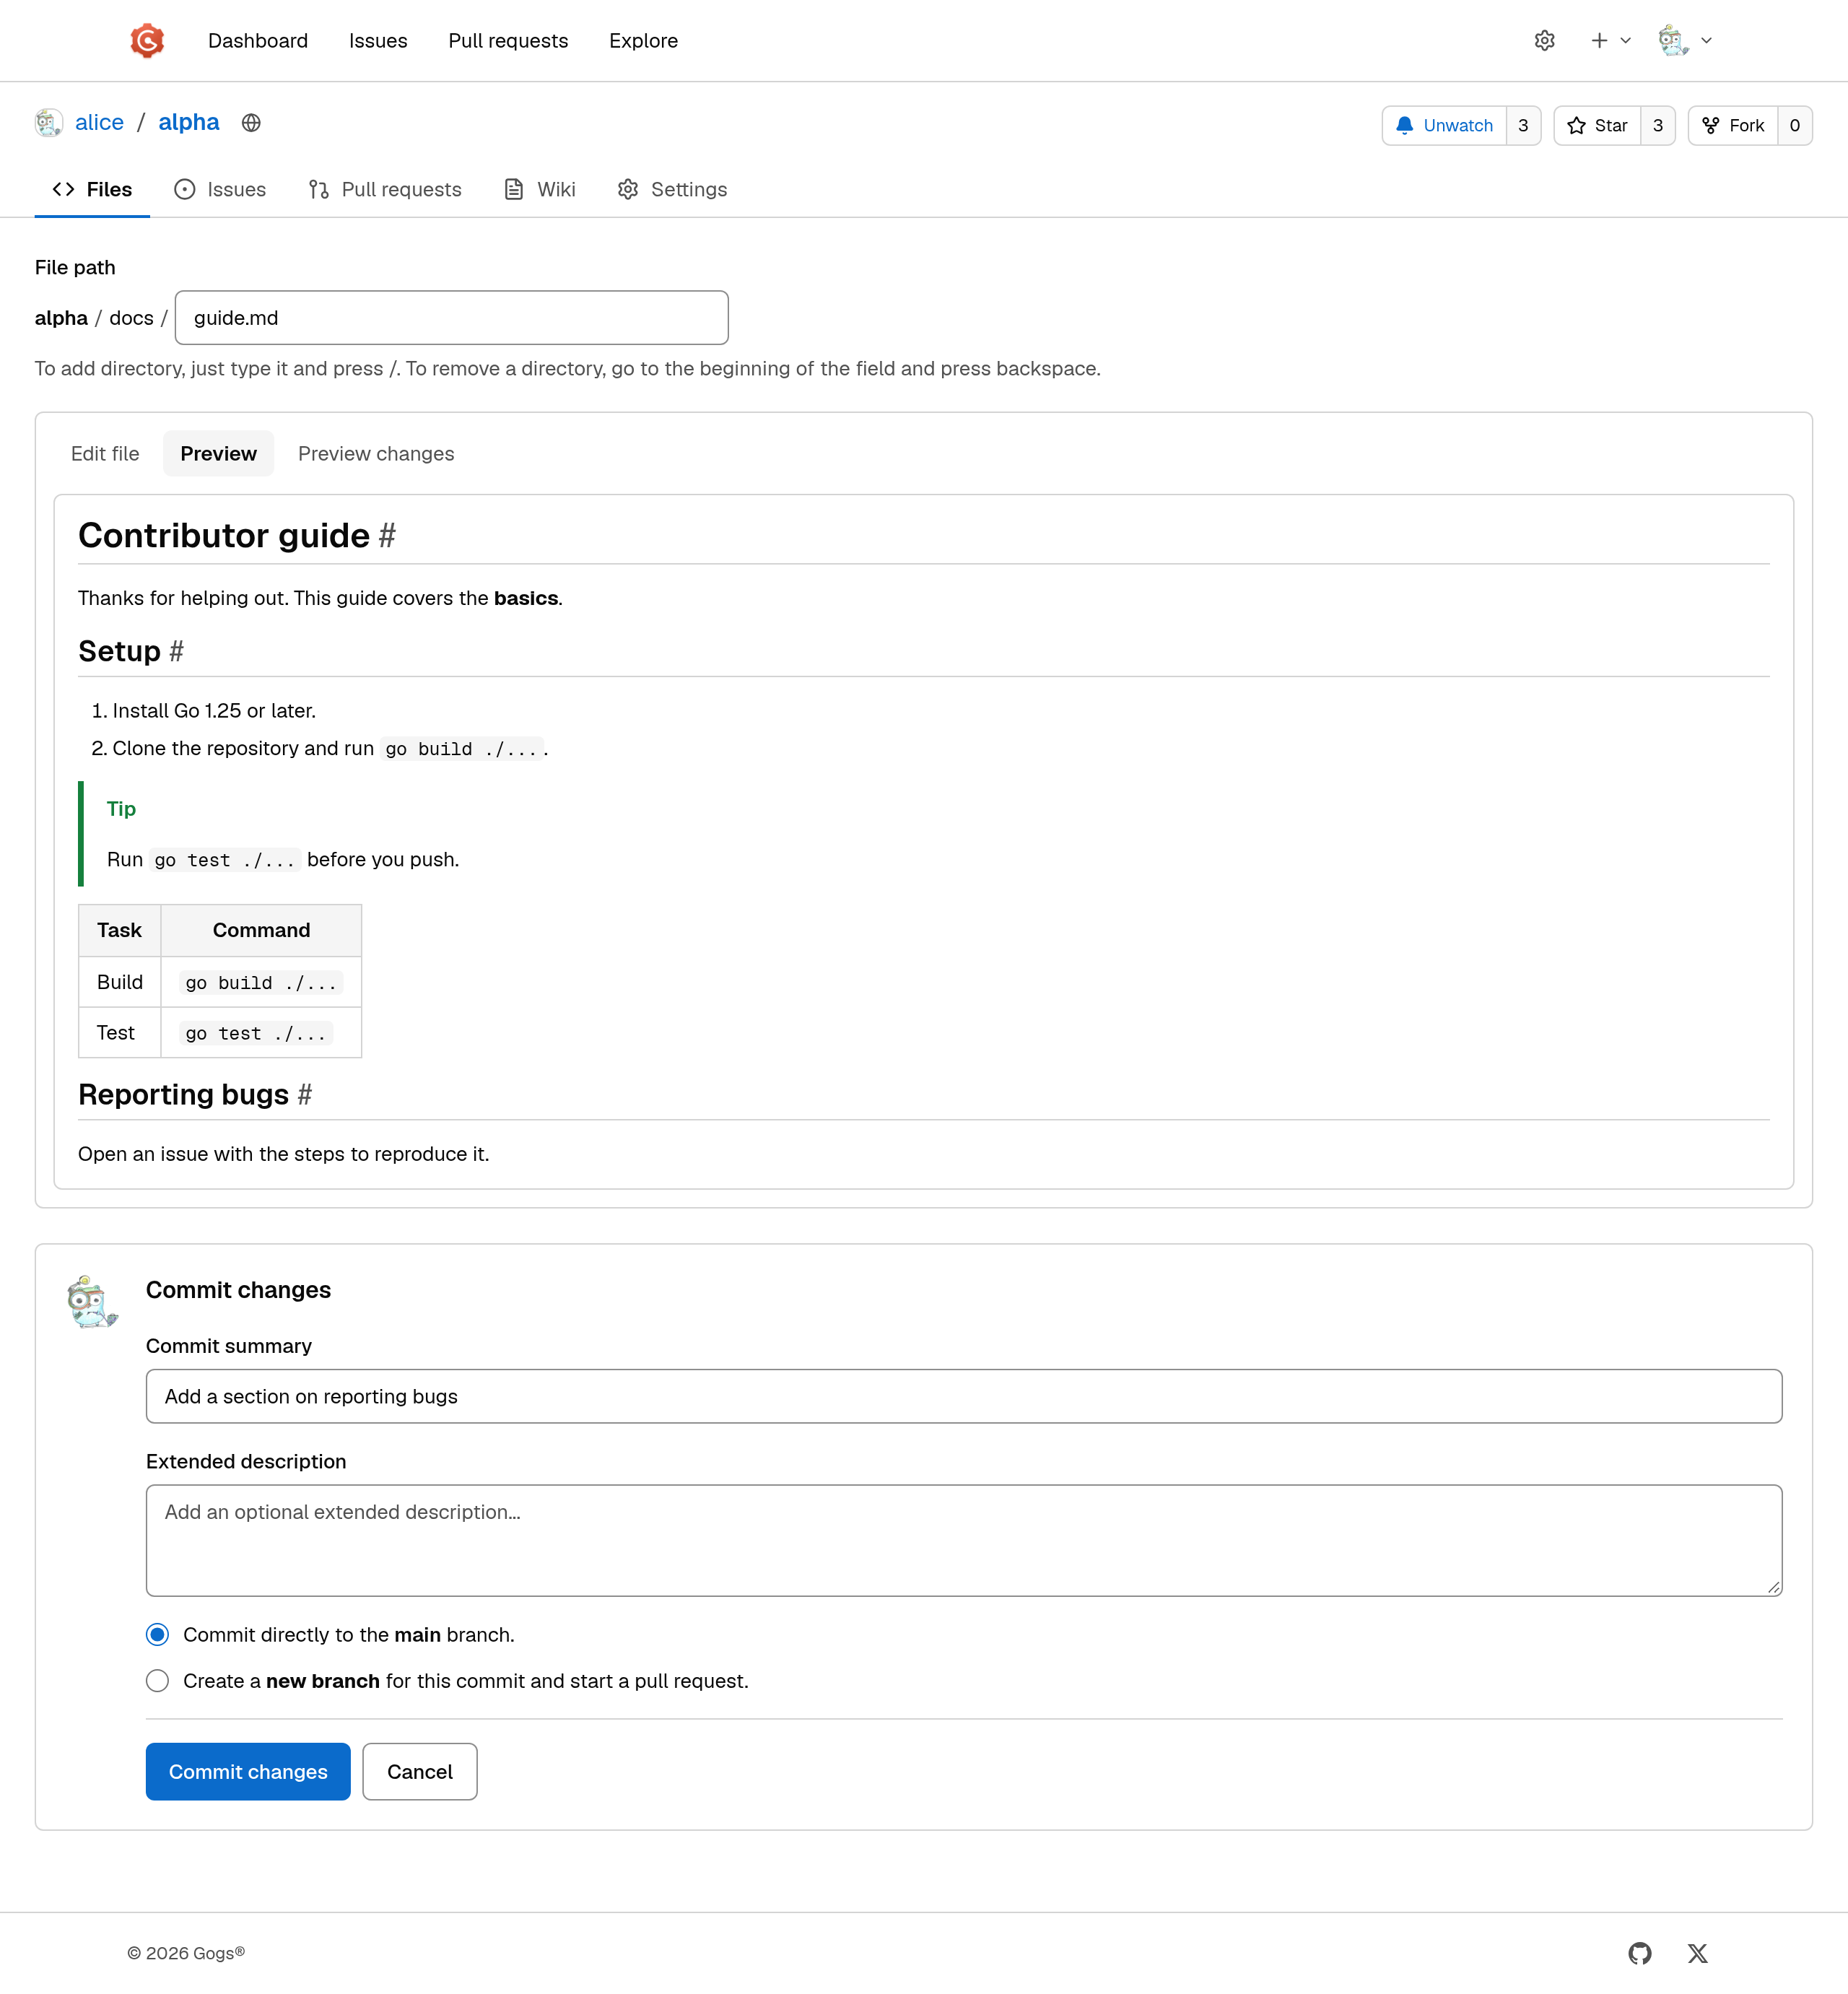 Dashboard Issues Pull requests Explore
alice / alpha
Unwatch 3 Star 3 Fork 0
Files Issues Pull requests Wiki Settings
File path
alpha / docs / guide.md
To add directory, just type it and press /. To remove a directory, go to the beginning of the field and press backspace.
Edit file Preview Preview changes
Contributor guide #
Thanks for helping out. This guide covers the basics.
Setup #
1. Install Go 1.25 or later.
2. Clone the repository and run go build ./... .
Tip
Run go test ./... before you push.
Task Command
Build go build ./...
Test go test ./...
Reporting bugs #
Open an issue with the steps to reproduce it.
Commit changes
Commit summary
Add a section on reporting bugs
Extended description
Add an optional extended description...
Commit directly to the main branch.
Create a new branch for this commit and start a pull request.
Commit changes Cancel
© 2026 Gogs®